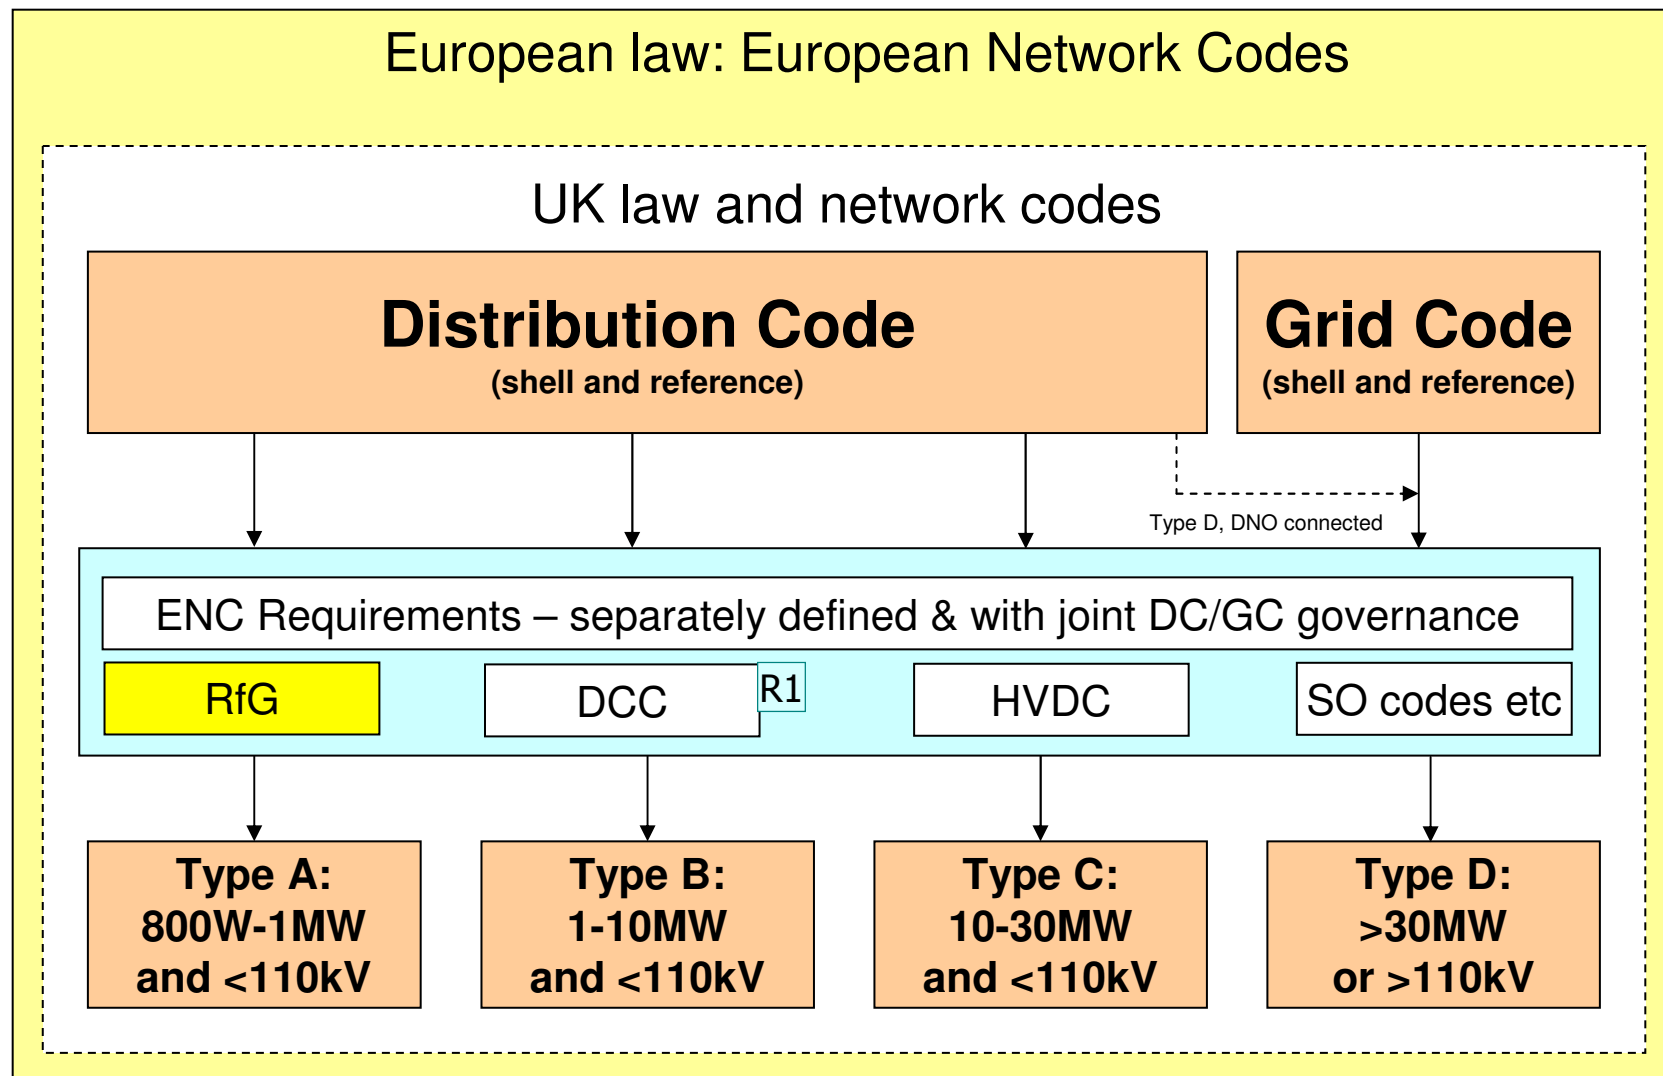 European law: European Network Codes
UK law and network codes
Distribution Code
(shell and reference)
Grid Code
(shell and reference)
Type D, DNO connected
ENC Requirements – separately defined & with joint DC/GC governance
RfG
DCC
R1
HVDC
SO codes etc
Type A:
800W-1MW
and <110kV
Type B:
1-10MW
and <110kV
Type C:
10-30MW
and <110kV
Type D:
>30MW
or >110kV